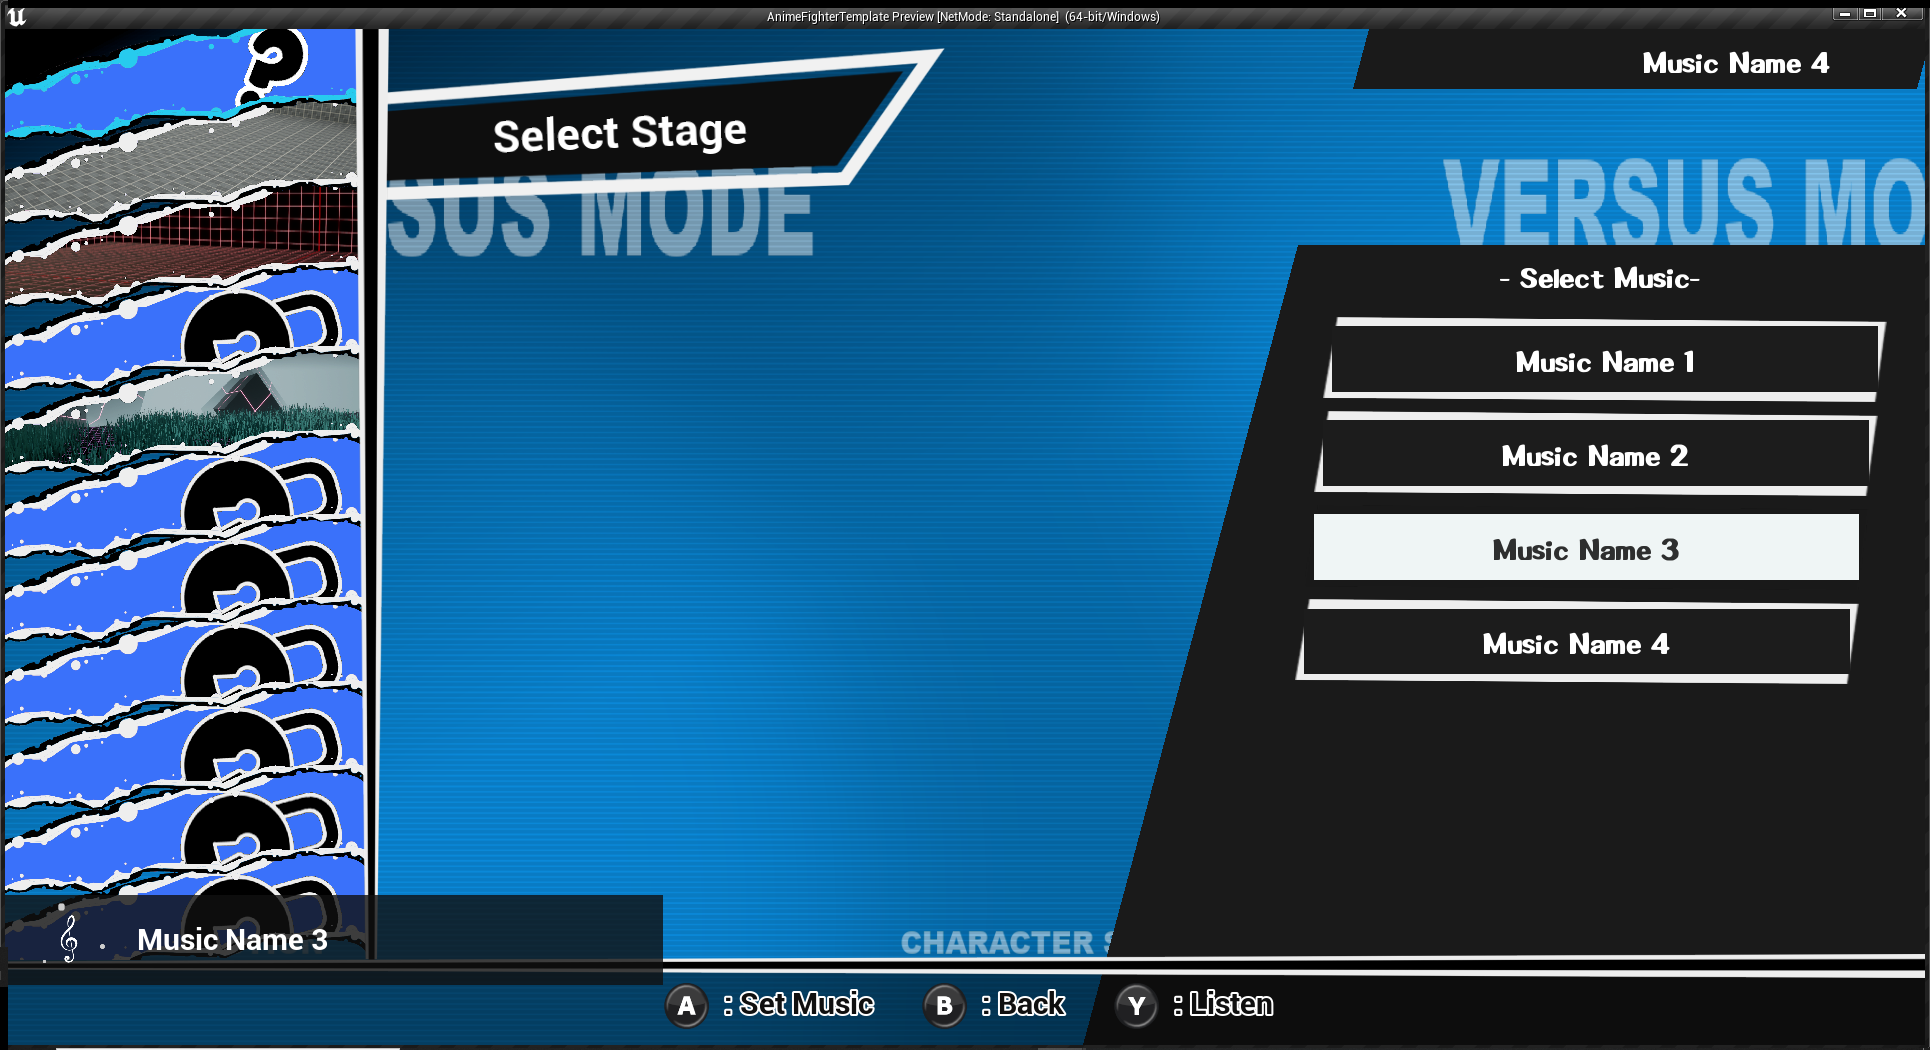 AnimeFighterTemplate Preview [NetMode: Standalone] (64-bit/Windows)
Music Name 4
Select Stage
SUS MODE
VERSUS MO
- Select Music-
Music Name 1
Music Name 2
Music Name 3
Music Name 4
Music Name 3
CHARACTER S
A : Set Music B : Back Y : Listen